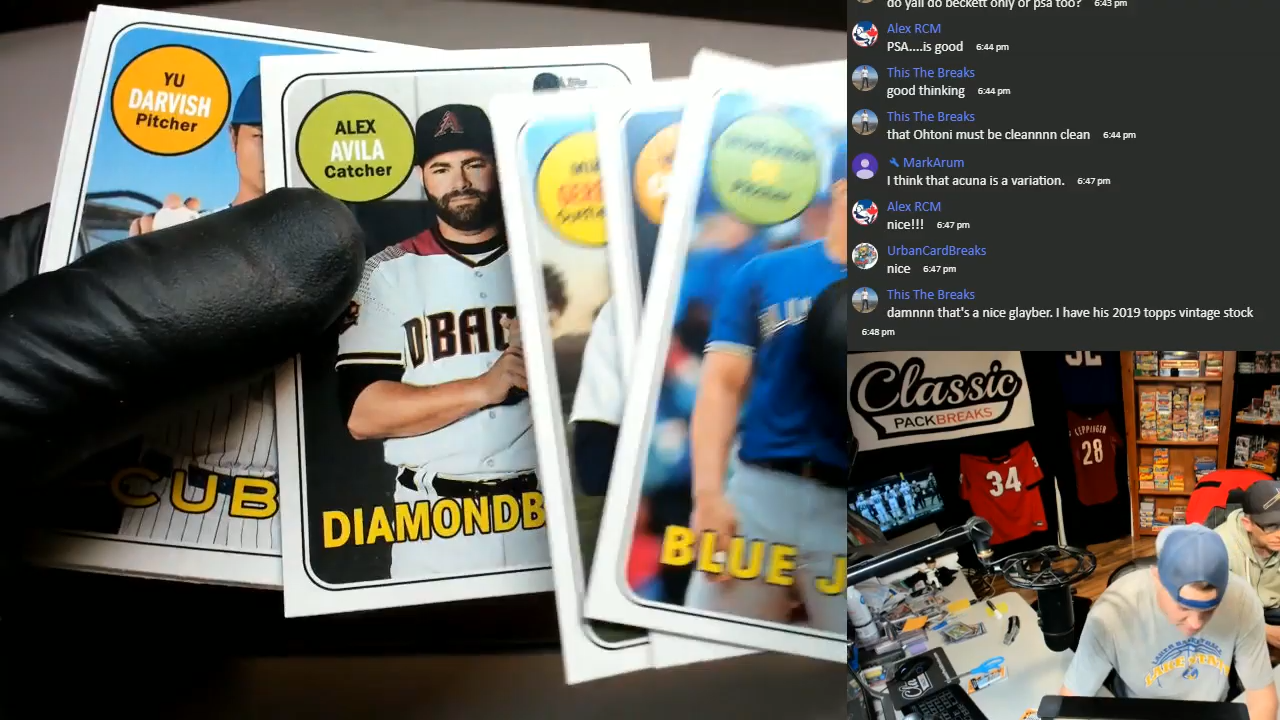 YU
DARVISH
Pitcher
CUB
ALEX
AVILA
Catcher
DBAC
DIAMONDB
BLUE J
do yall do beckett only or psa too? 6:43 pm
Alex RCM
PSA....is good 6:44 pm
This The Breaks
good thinking 6:44 pm
This The Breaks
that Ohtoni must be cleannnn clean 6:44 pm
MarkArum
I think that acuna is a variation. 6:47 pm
Alex RCM
nice!!! 6:47 pm
UrbanCardBreaks
nice 6:47 pm
This The Breaks
damnnn that's a nice glayber. I have his 2019 topps vintage stock
6:48 pm
Classic
PACKBREAKS
34
28